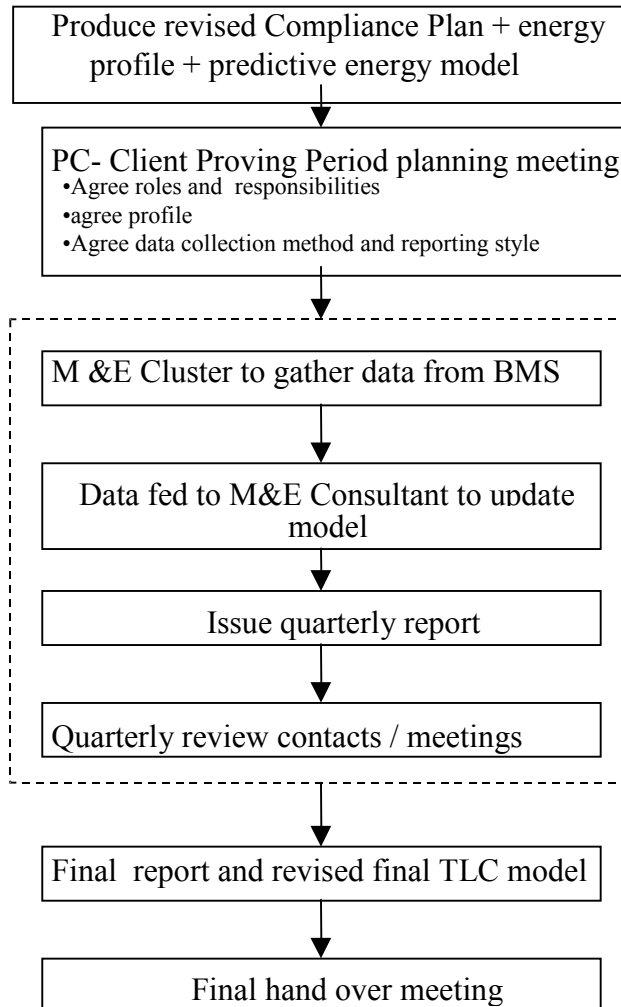 Produce revised Compliance Plan + energy
profile + predictive energy model
PC- Client Proving Period planning meeting
•Agree roles and responsibilities
•agree profile
•Agree data collection method and reporting style
M &E Cluster to gather data from BMS
Data fed to M&E Consultant to update
model
Issue quarterly report
Quarterly review contacts / meetings
Final report and revised final TLC model
Final hand over meeting